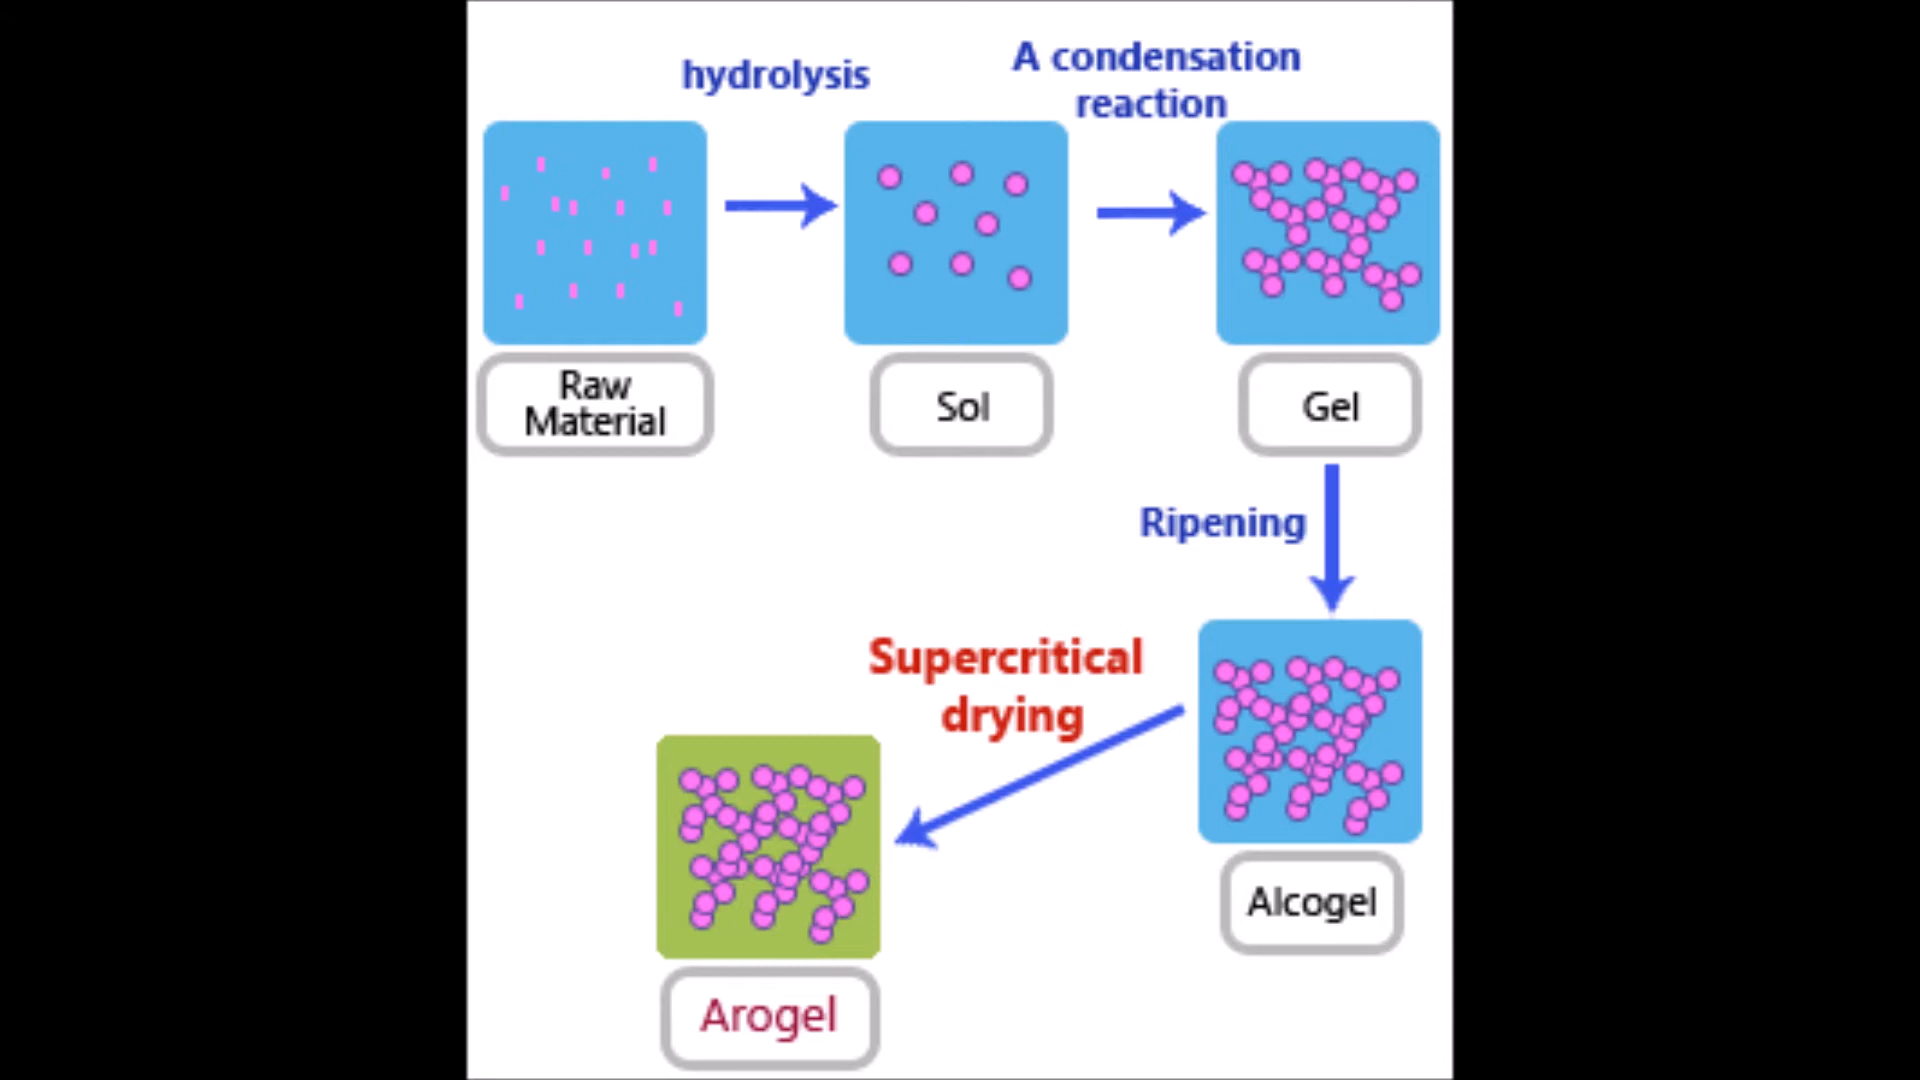 hydrolysis
A condensation
reaction
Raw
Material
Sol
Gel
Ripening
Supercritical
drying
Alcogel
Arogel